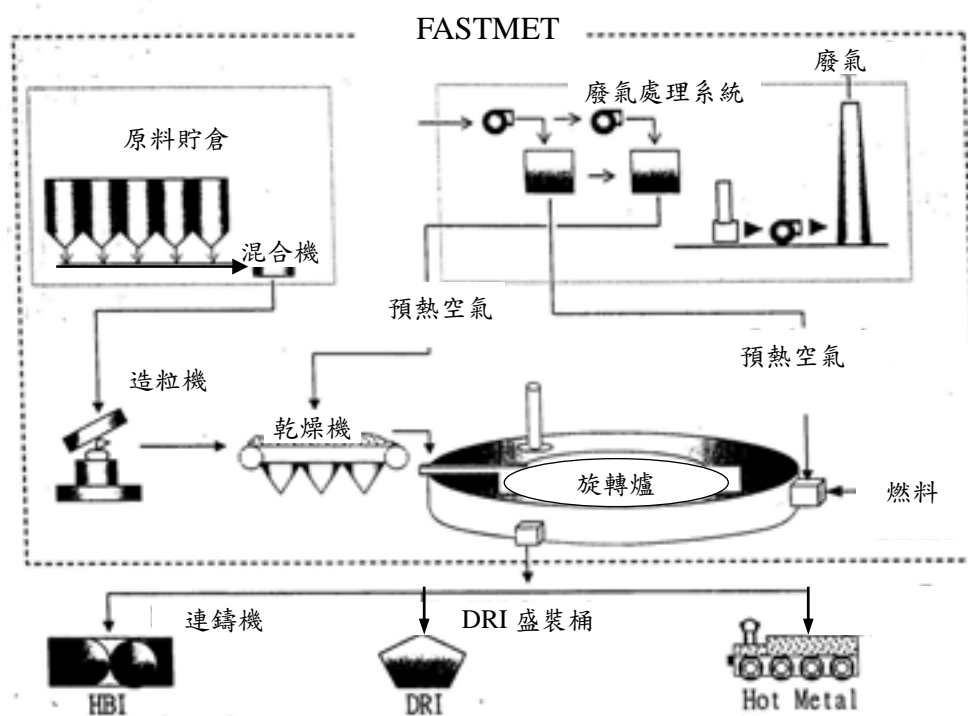 FASTMET
廢氣
廢氣處理系統
原料貯倉
混合機
預熱空氣
預熱空氣
造粒機
乾燥機
旋轉爐
燃料
連鑄機
DRI 盛裝桶
HBI
DRI
Hot Metal